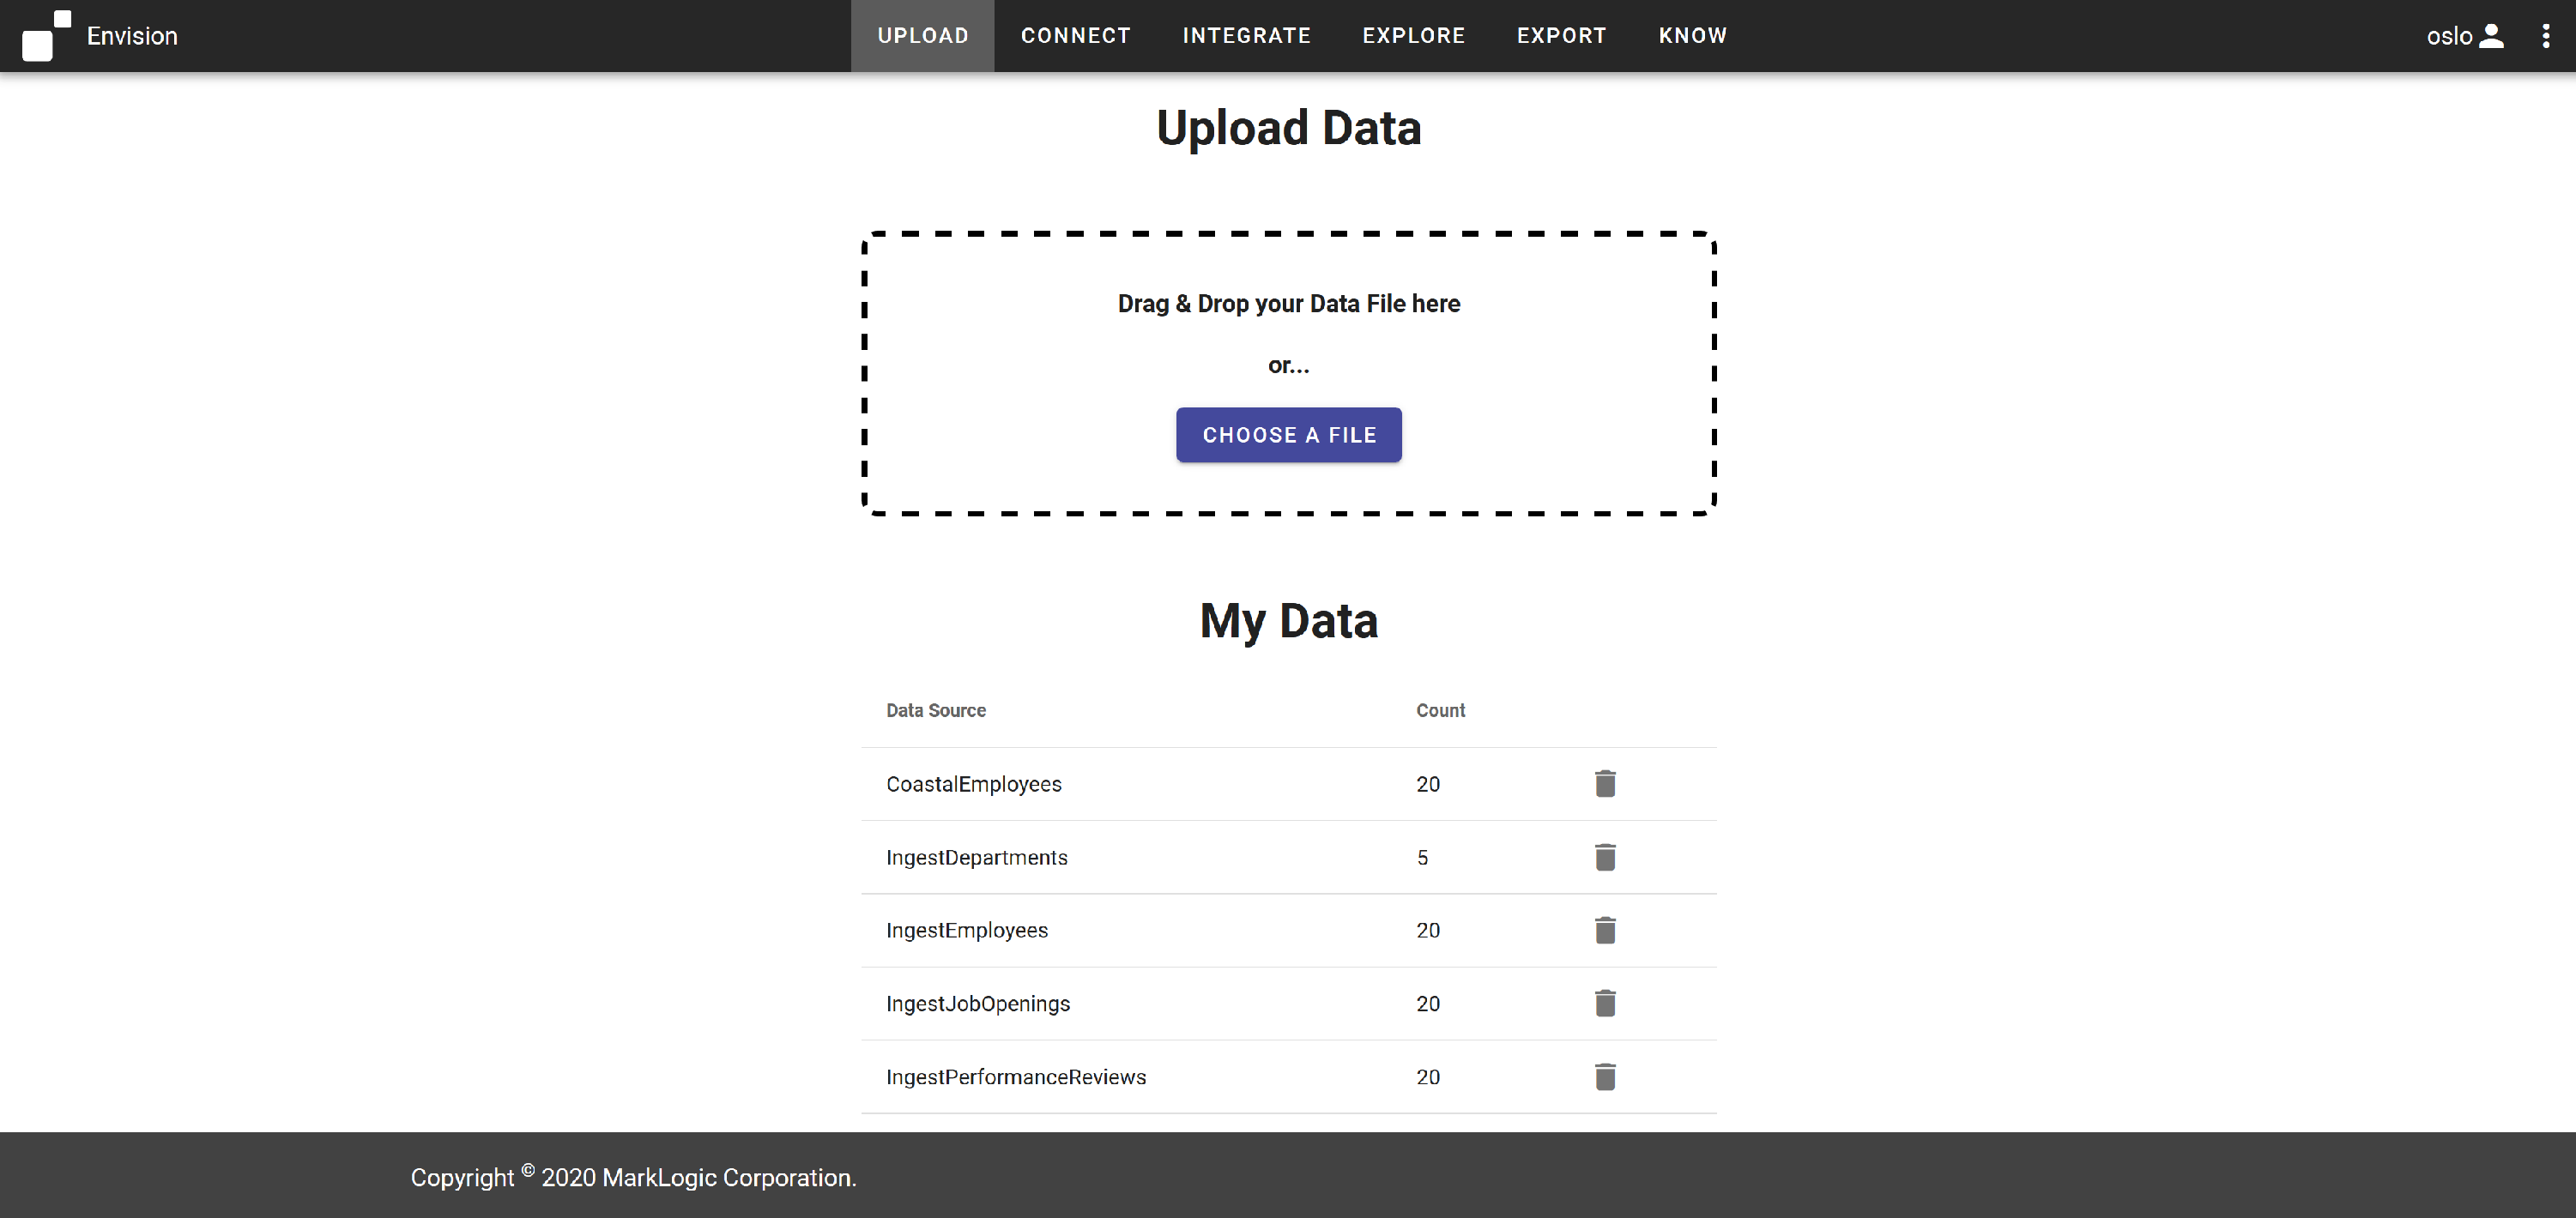 Envision
UPLOAD CONNECT INTEGRATE EXPLORE EXPORT KNOW
oslo
Upload Data
Drag & Drop your Data File here
or...
CHOOSE A FILE
My Data
Data Source Count
CoastalEmployees 20
IngestDepartments 5
IngestEmployees 20
IngestJobOpenings 20
IngestPerformanceReviews 20
Copyright © 2020 MarkLogic Corporation.